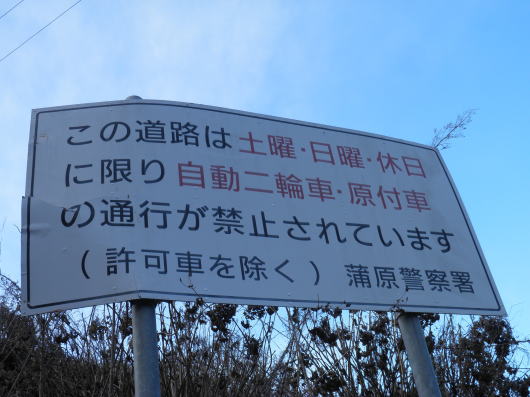 この道路は土曜・日曜・休日
に限り自動二輪車・原付車
の通行が禁止されています
(許可車を除く) 蒲原警察署